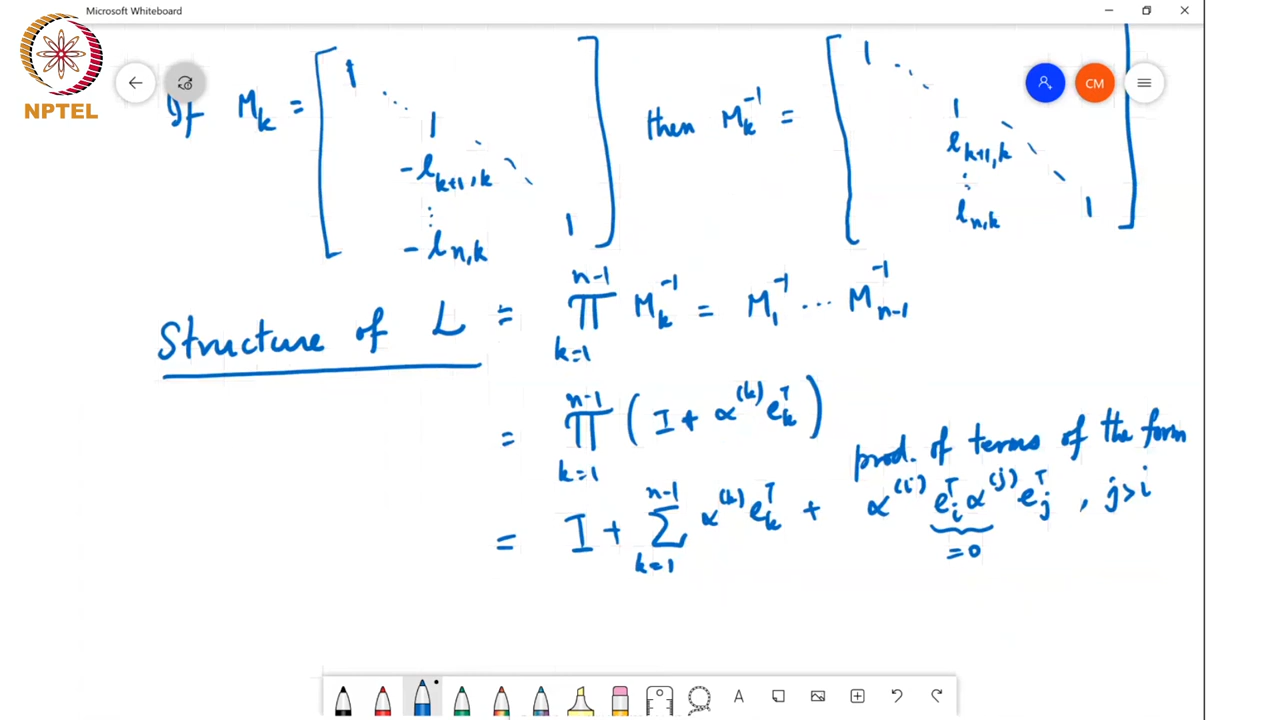 Microsoft Whiteboard
NPTEL
CM
If M_k = [ 1 ⋱ 1 -l_{k+1,k} ⋮ -l_{n,k} ⋱ 1 ] then M_k^{-1} = [ 1 ⋱ 1 l_{k+1,k} ⋮ l_{n,k} ⋱ 1 ]
Structure of L = ∏_{k=1}^{n-1} M_k^{-1} = M_1^{-1} ... M_{n-1}^{-1}
= ∏_{k=1}^{n-1} ( I + α^{(k)} e_k^T )
prod. of terms of the form
= I + ∑_{k=1}^{n-1} α^{(k)} e_k^T + α^{(i)} e_i^T α^{(j)} e_j^T , j>i
=0